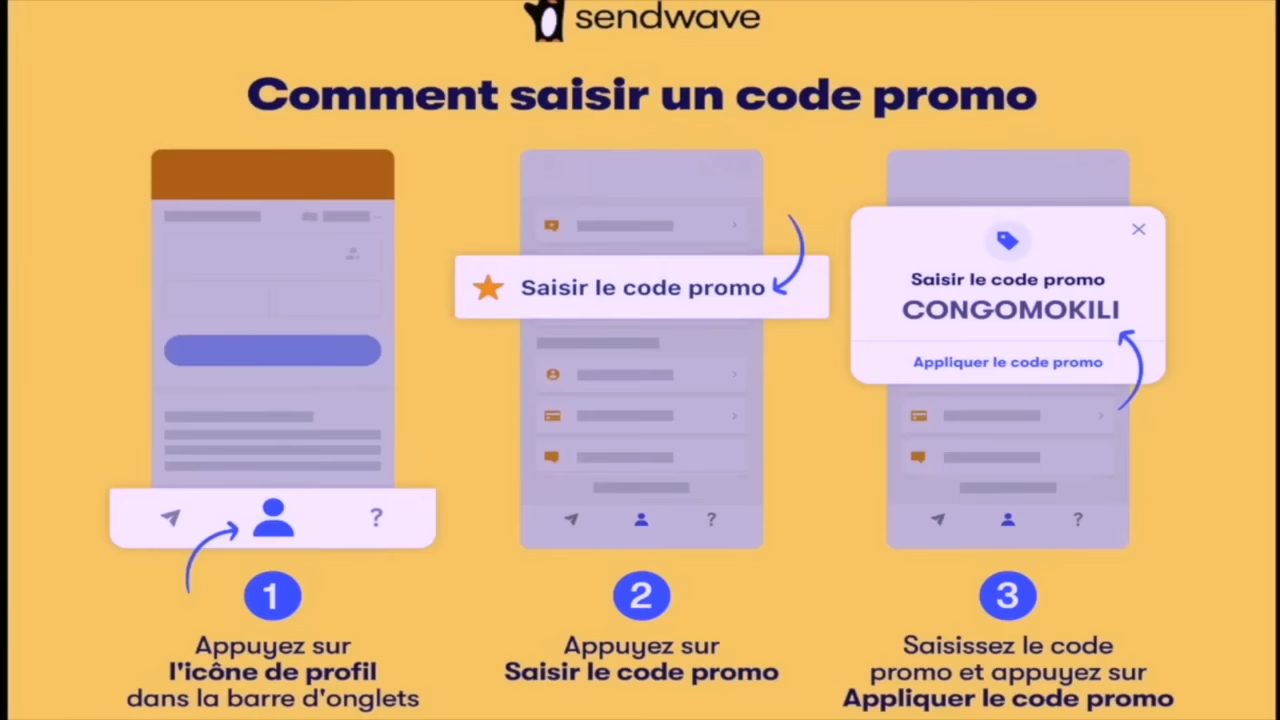 sendwave
Comment saisir un code promo
Saisir le code promo
Saisir le code promo
CONGOMOKILI
Appliquer le code promo
?
?
?
1
Appuyez sur
l'icône de profil
dans la barre d'onglets
2
Appuyez sur
Saisir le code promo
3
Saisissez le code
promo et appuyez sur
Appliquer le code promo